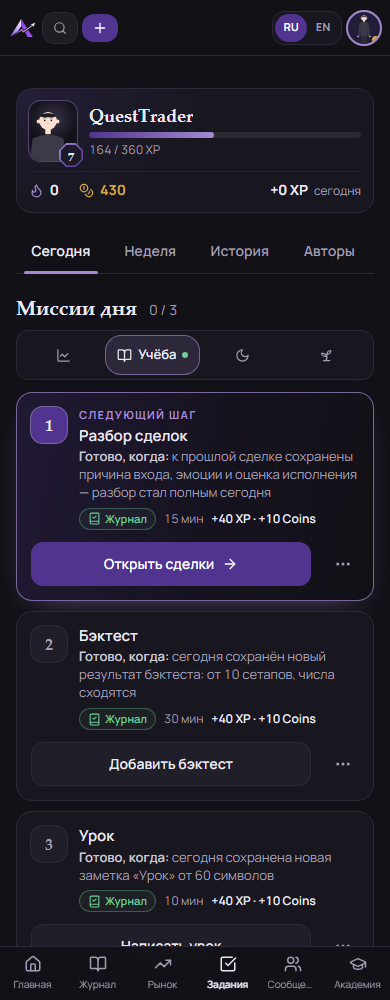 RU EN
QuestTrader
7
164 / 360 XP
0 430 +0 XP сегодня
Сегодня Неделя История Авторы
Миссии дня 0 / 3
Учёба
1
СЛЕДУЮЩИЙ ШАГ
Разбор сделок
Готово, когда: к прошлой сделке сохранены
причина входа, эмоции и оценка исполнения
— разбор стал полным сегодня
Журнал 15 мин +40 XP · +10 Coins
Открыть сделки →
2
Бэктест
Готово, когда: сегодня сохранён новый
результат бэктеста: от 10 сетапов, числа
сходятся
Журнал 30 мин +40 XP · +10 Coins
Добавить бэктест
3
Урок
Готово, когда: сегодня сохранена новая
заметка «Урок» от 60 символов
Журнал 10 мин +40 XP · +10 Coins
Написать урок
Главная Журнал Рынок Задания Сообще... Академия